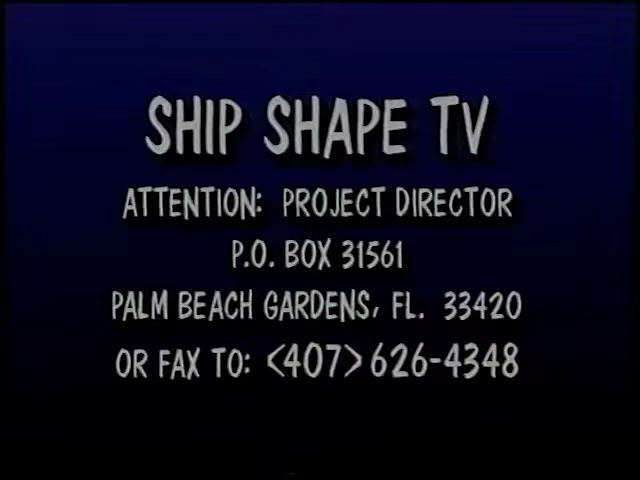 SHIP SHAPE TV
ATTENTION: PROJECT DIRECTOR
P.O. BOX 31561
PALM BEACH GARDENS, FL. 33420
OR FAX TO: <407> 626-4348